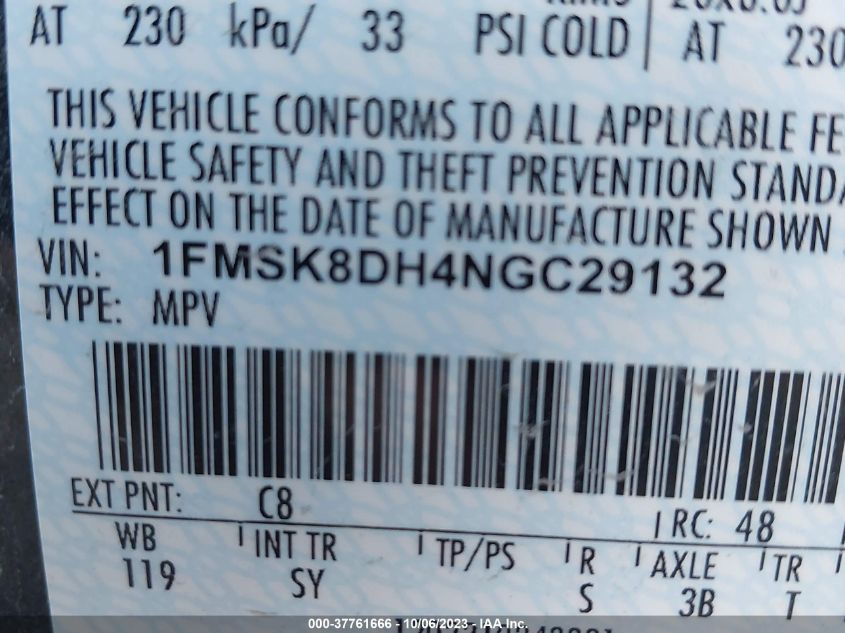 AT 230 kPa/ 33 PSI COLD AT 230
THIS VEHICLE CONFORMS TO ALL APPLICABLE FE
VEHICLE SAFETY AND THEFT PREVENTION STANDA
EFFECT ON THE DATE OF MANUFACTURE SHOWN
VIN: 1FMSK8DH4NGC29132
TYPE: MPV
EXT PNT: C8 RC: 48
WB INT TR TP/PS R AXLE TR
119 SY S 3B T
000-37761666 - 10/06/2023 - IAA Inc.